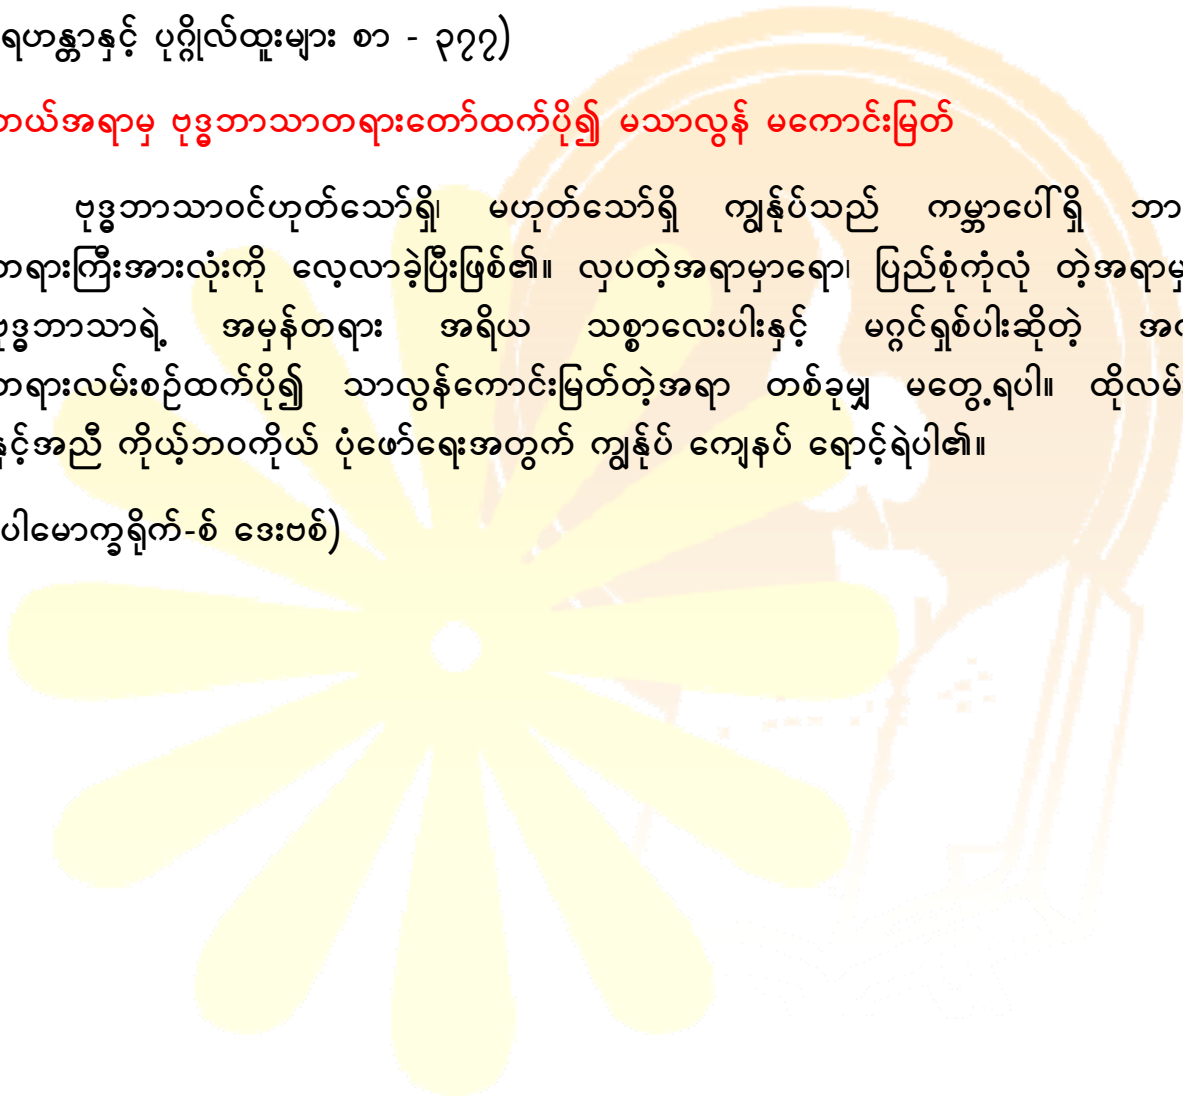 ရဟန္တာနှင့် ပုဂ္ဂိုလ်ထူးများ စာ - ၃၇၇)
ဘယ်အရာမှ ဗုဒ္ဓဘာသာတရားတော်ထက်ပို၍ မသာလွန် မကောင်းမြတ်
ဗုဒ္ဓဘာသာဝင်ဟုတ်သော်ရှိ၊ မဟုတ်သော်ရှိ ကျွန်ုပ်သည် ကမ္ဘာပေါ်ရှိ ဘာ
တရားကြီးအားလုံးကို လေ့လာခဲ့ပြီးဖြစ်၏။ လှပတဲ့အရာမှာရော၊ ပြည်စုံကုံလုံ တဲ့အရာမှ
ဗုဒ္ဓဘာသာရဲ့ အမှန်တရား အရိယ သစ္စာလေးပါးနှင့် မဂ္ဂင်ရှစ်ပါးဆိုတဲ့
တရားလမ်းစဉ်ထက်ပို၍ သာလွန်ကောင်းမြတ်တဲ့အရာ တစ်ခုမျှ မတွေ့ရပါ။ ထိုလမ်
နှင့်အညီ ကိုယ့်ဘဝကိုယ် ပုံဖော်ရေးအတွက် ကျွန်ုပ် ကျေနပ် ရောင့်ရဲပါ၏။
ပါမောက္ခရိုက်-စ် ဒေးဗစ်)